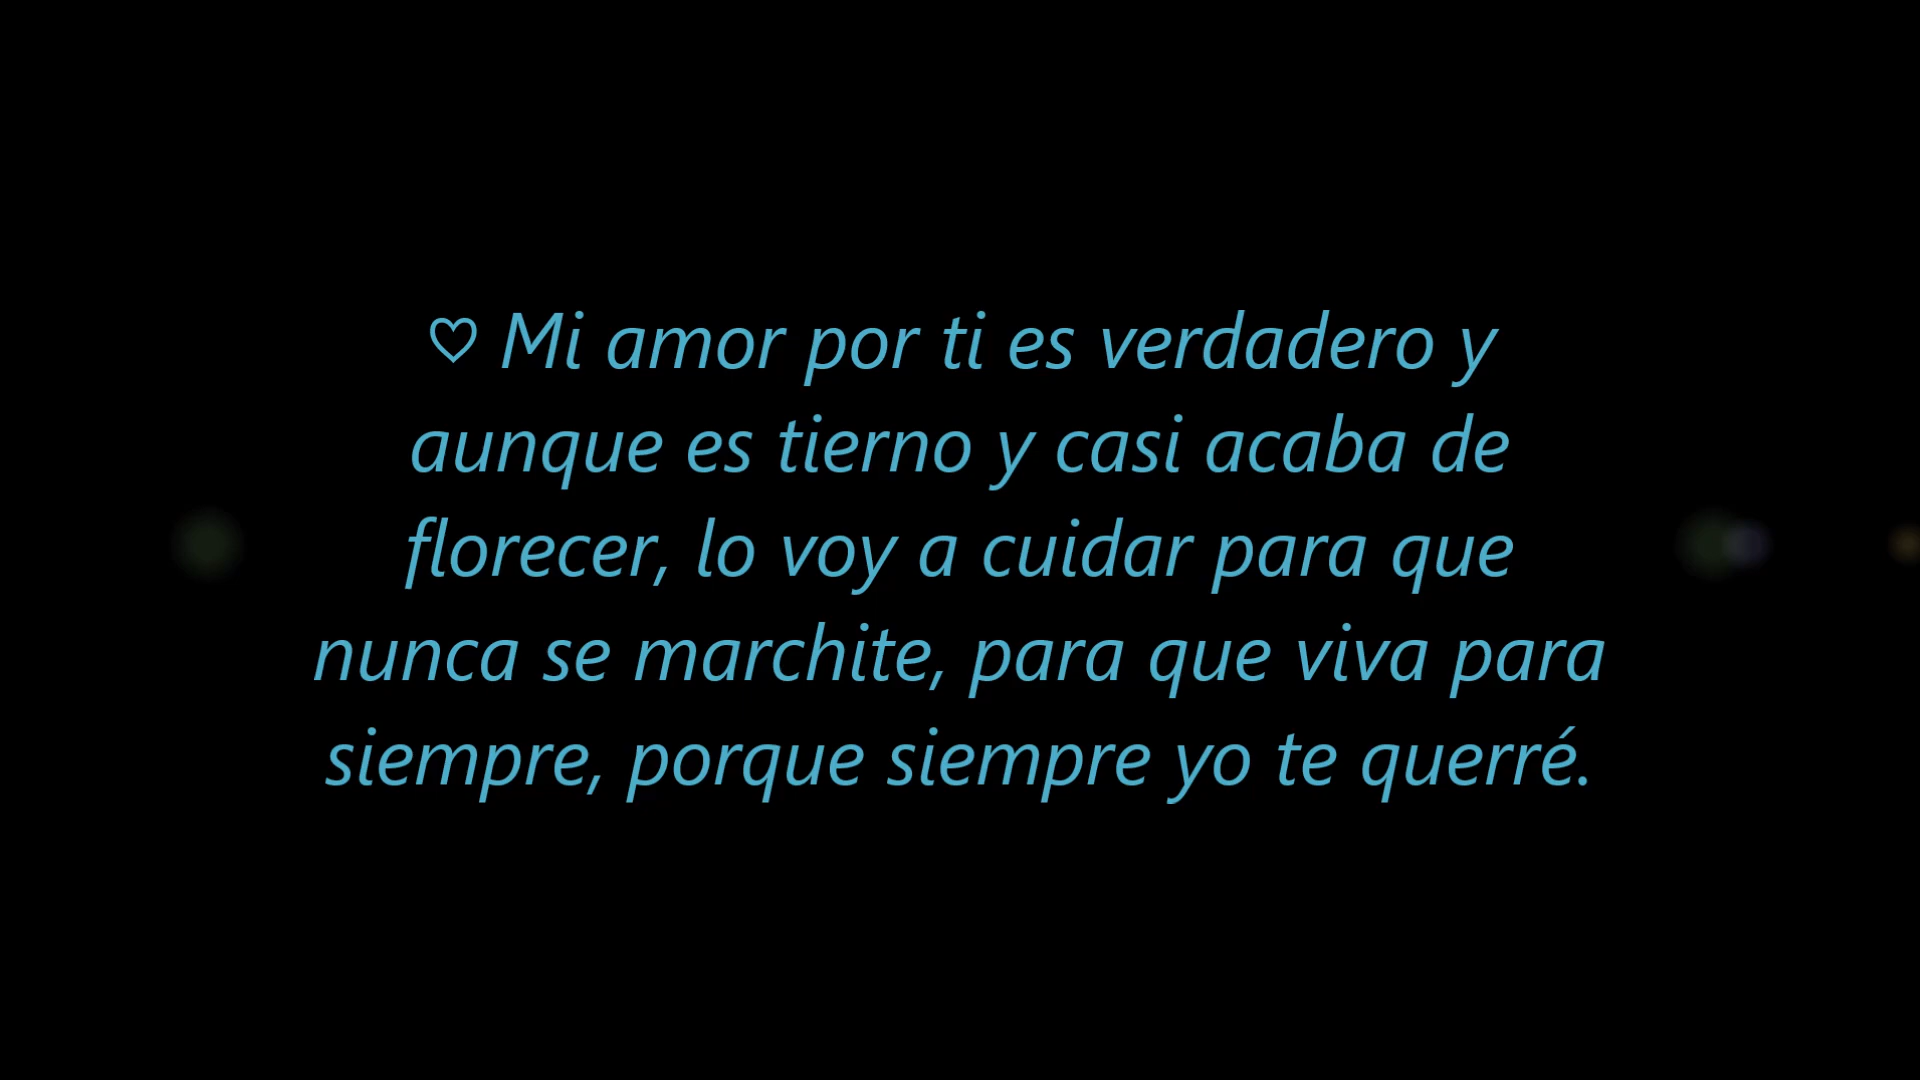 ♡ Mi amor por ti es verdadero y
aunque es tierno y casi acaba de
florecer, lo voy a cuidar para que
nunca se marchite, para que viva para
siempre, porque siempre yo te querré.